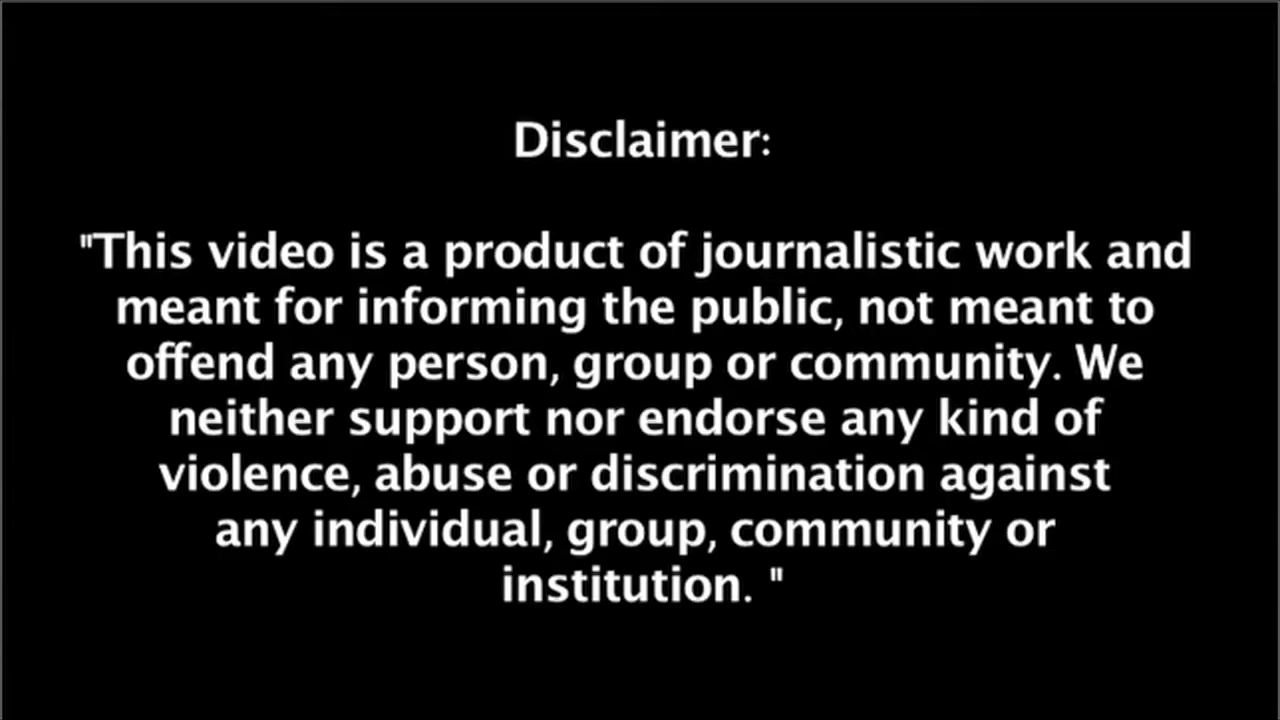 Disclaimer:
"This video is a product of journalistic work and
meant for informing the public, not meant to
offend any person, group or community. We
neither support nor endorse any kind of
violence, abuse or discrimination against
any individual, group, community or
institution. "